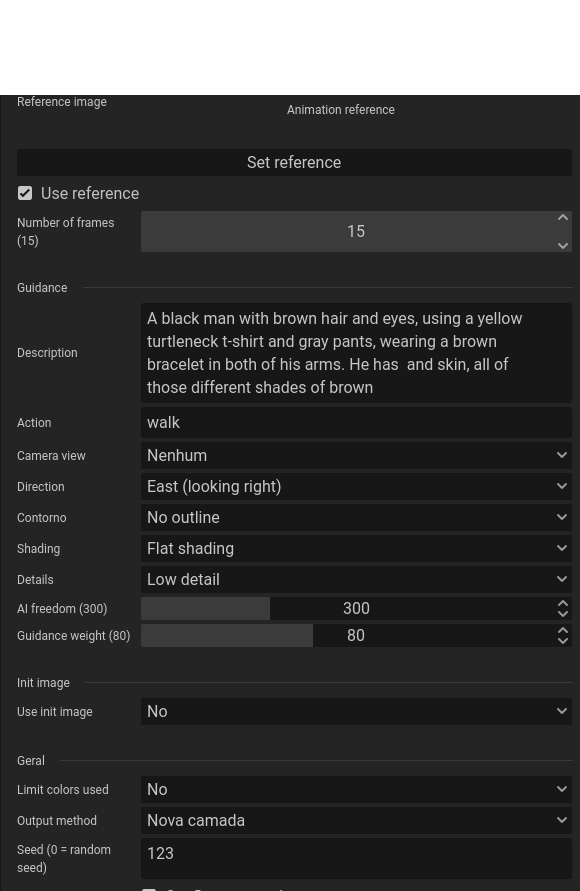 Reference image
Animation reference
Set reference
Use reference
Number of frames
(15)
15
Guidance
Description
A black man with brown hair and eyes, using a yellow
turtleneck t-shirt and gray pants, wearing a brown
bracelet in both of his arms. He has  and skin, all of
those different shades of brown
Action
walk
Camera view
Nenhum
Direction
East (looking right)
Contorno
No outline
Shading
Flat shading
Details
Low detail
AI freedom (300)
300
Guidance weight (80)
80
Init image
Use init image
No
Geral
Limit colors used
No
Output method
Nova camada
Seed (0 = random
seed)
123